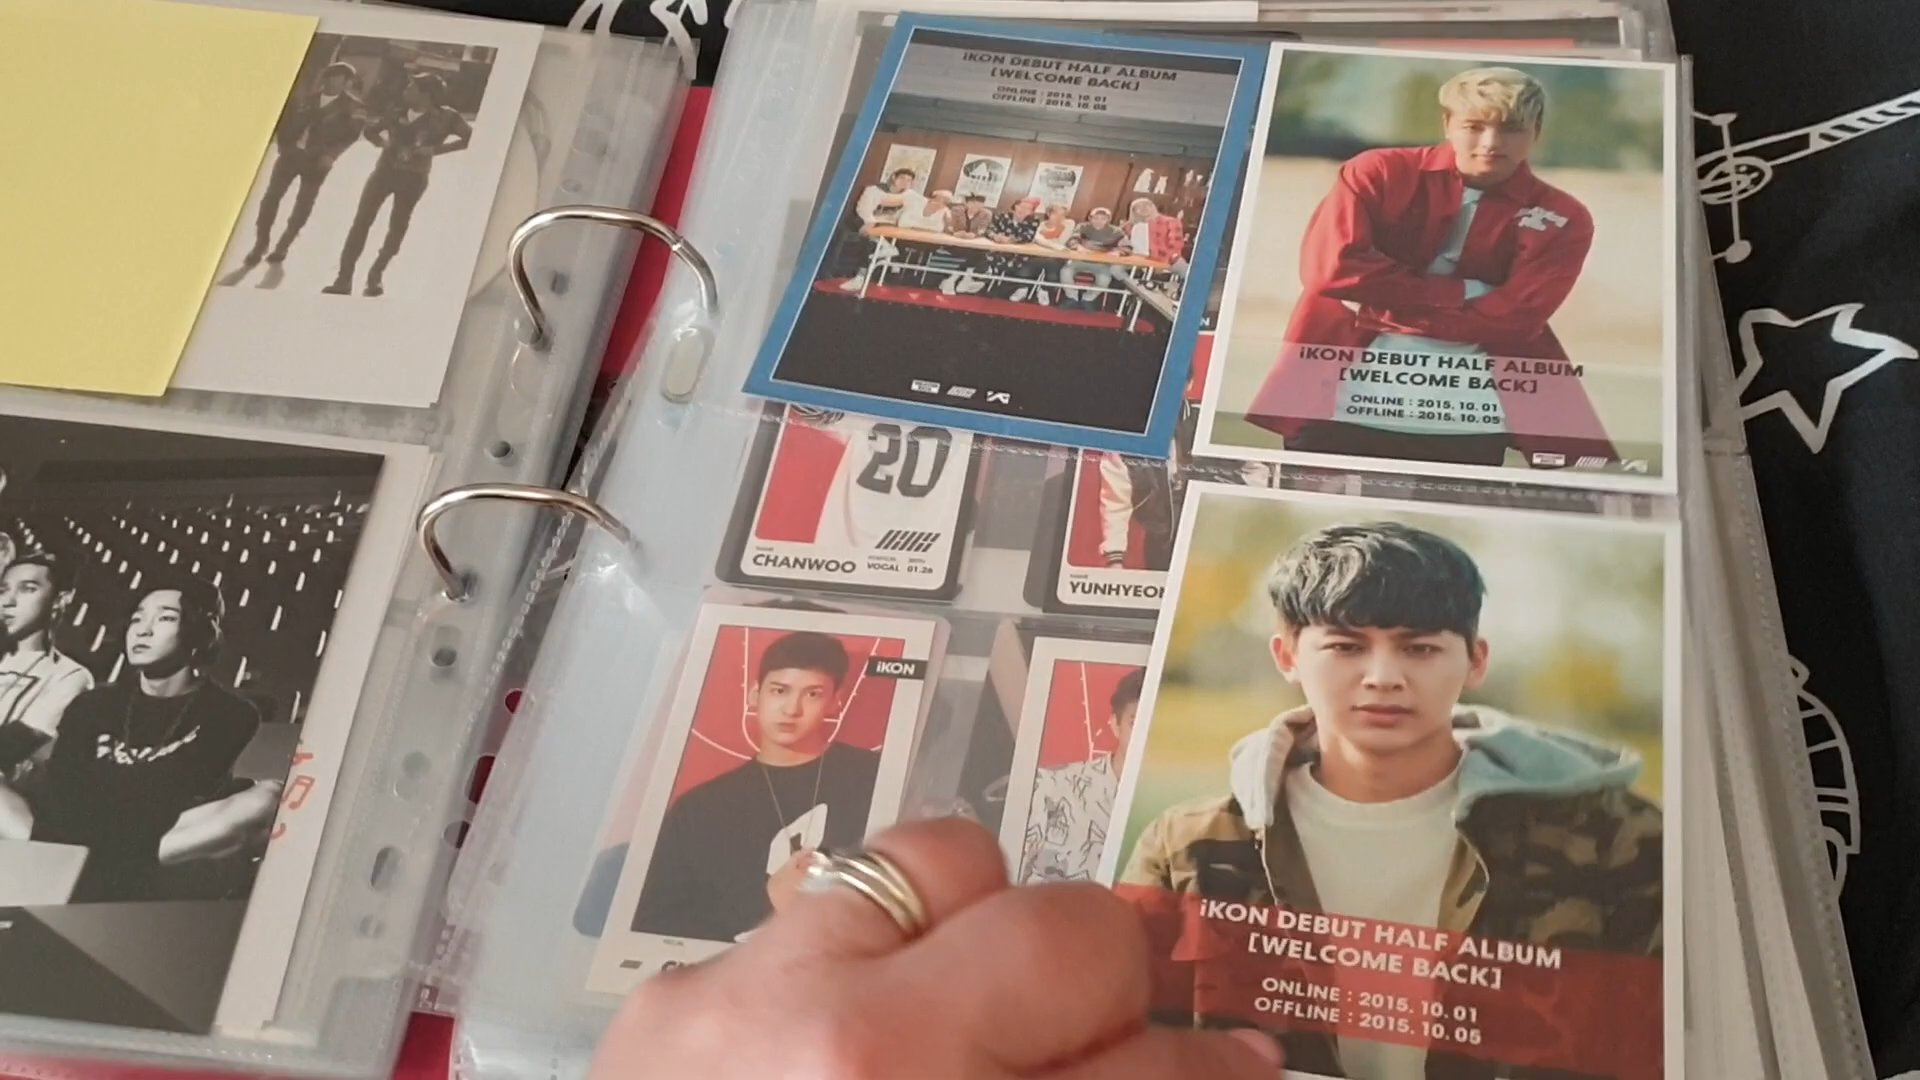 iKON DEBUT HALF ALBUM
[WELCOME BACK]
ONLINE : 2015. 10. 01
OFFLINE : 2015. 10. 05
iKON DEBUT HALF ALBUM
[WELCOME BACK]
ONLINE : 2015. 10. 01
OFFLINE : 2015. 10. 05
20
CHANWOO
VOCAL 01.26
YUNHYEO
iKON
iKON DEBUT HALF ALBUM
[WELCOME BACK]
ONLINE : 2015. 10. 01
OFFLINE : 2015. 10. 05